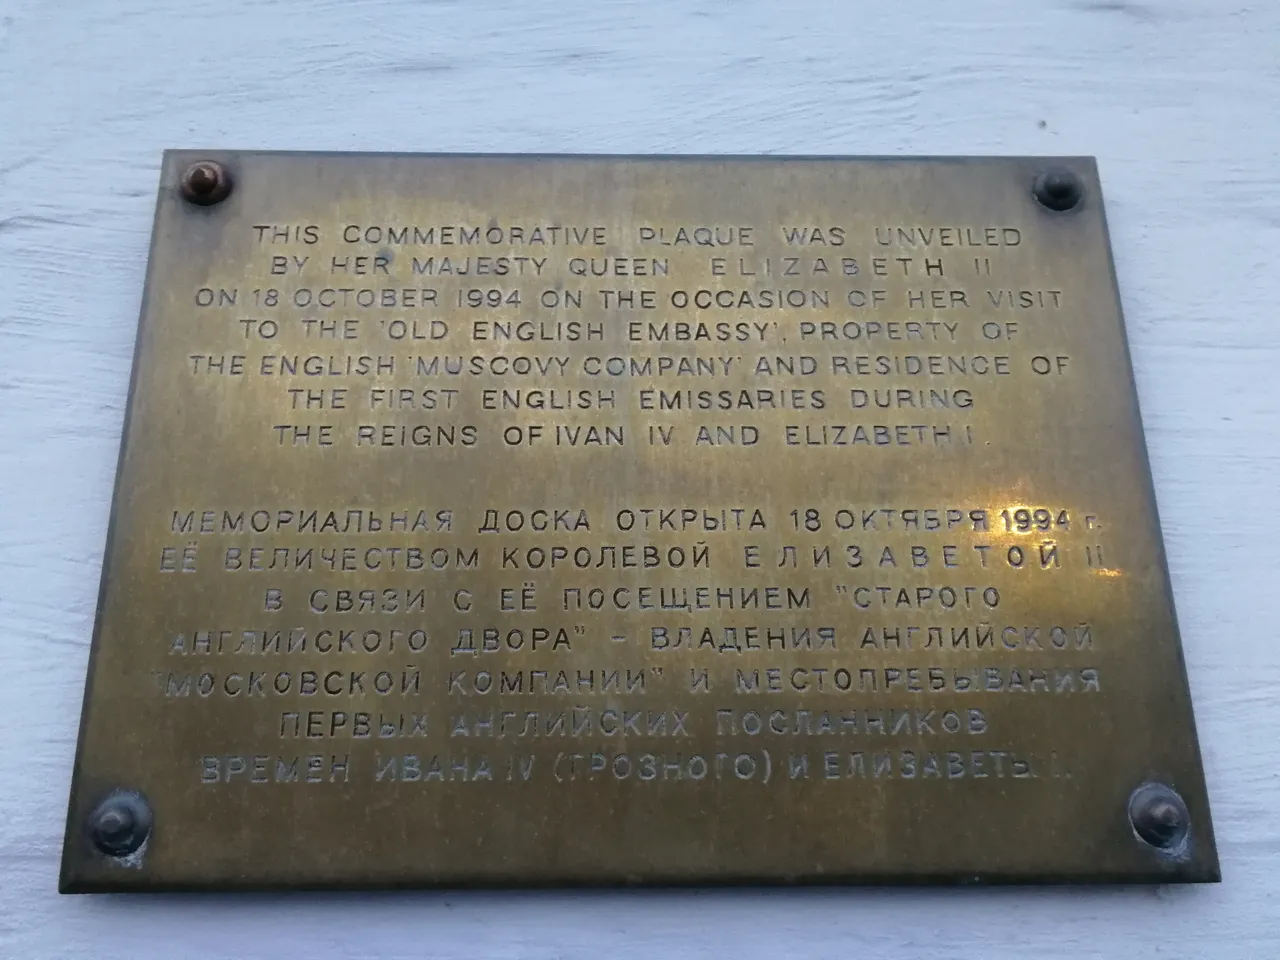 THIS COMMEMORATIVE PLAQUE WAS UNVEILED
BY HER MAJESTY QUEEN ELIZABETH II
ON 18 OCTOBER 1994 ON THE OCCASION OF HER VISIT
TO THE 'OLD ENGLISH EMBASSY', PROPERTY OF
THE ENGLISH 'MUSCOVY COMPANY' AND RESIDENCE OF
THE FIRST ENGLISH EMISSARIES DURING
THE REIGNS OF IVAN IV AND ELIZABETH I.
МЕМОРИАЛЬНАЯ ДОСКА ОТКРЫТА 18 ОКТЯБРЯ 1994 г.
ЕЁ ВЕЛИЧЕСТВОМ КОРОЛЕВОЙ ЕЛИЗАВЕТОЙ II
В СВЯЗИ С ЕЁ ПОСЕЩЕНИЕМ "СТАРОГО
АНГЛИЙСКОГО ДВОРА" - ВЛАДЕНИЯ АНГЛИЙСКОЙ
"МОСКОВСКОЙ КОМПАНИИ" И МЕСТОПРЕБЫВАНИЯ
ПЕРВЫХ АНГЛИЙСКИХ ПОСЛАННИКОВ
ВРЕМЁН ИВАНА IV (ГРОЗНОГО) И ЕЛИЗАВЕТЫ I.